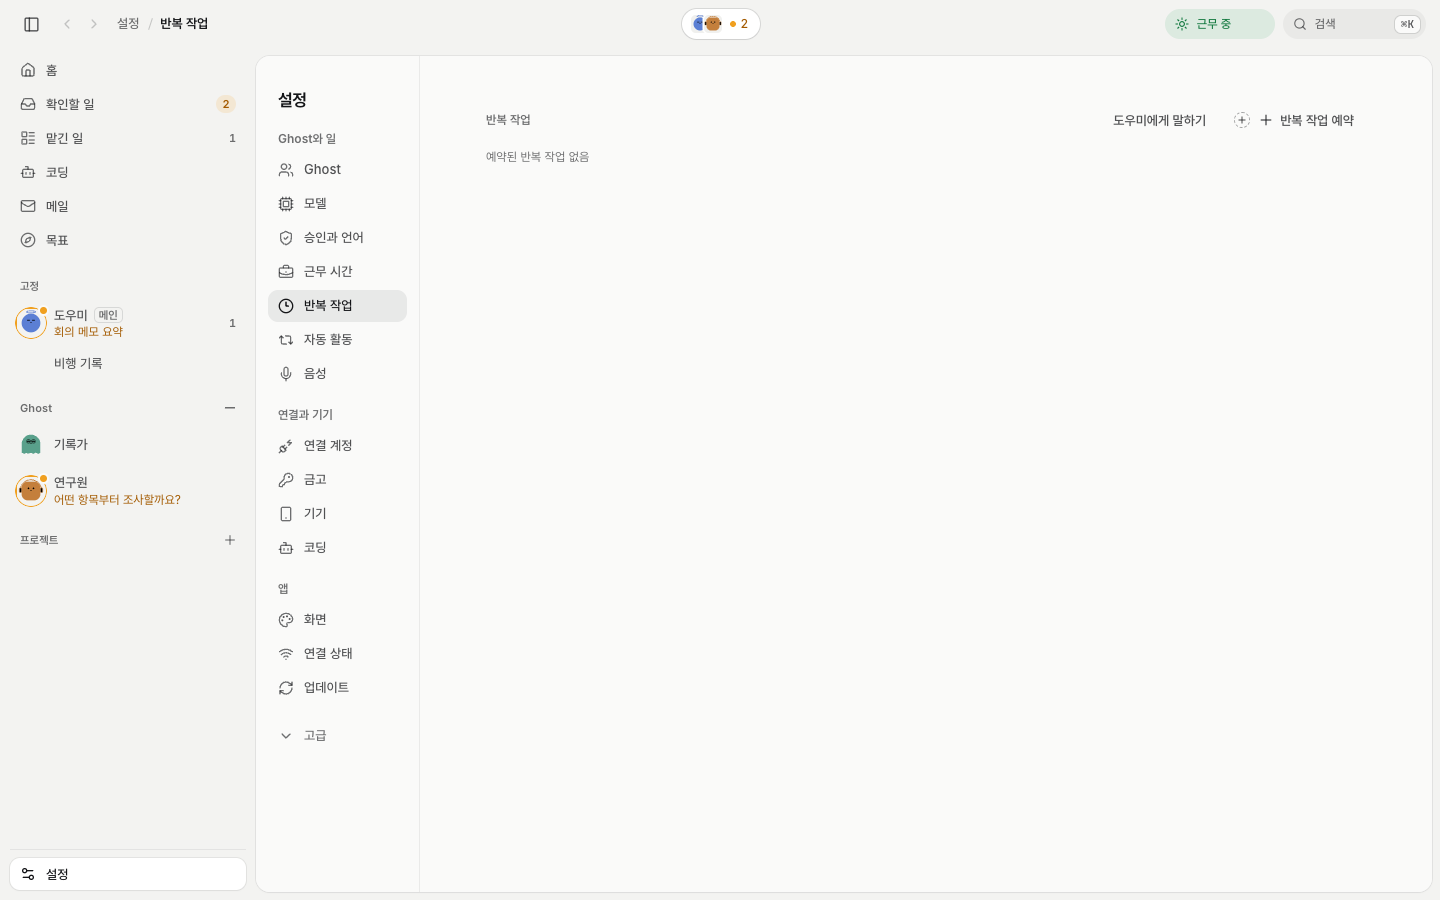 설정 / 반복 작업
2
근무 중
검색
⌘K
홈
확인할 일
2
맡긴 일
1
코딩
메일
목표
고정
도우미 메인
회의 메모 요약
1
비행 기록
Ghost
기록가
연구원
어떤 항목부터 조사할까요?
프로젝트
설정
설정
Ghost와 일
Ghost
모델
승인과 언어
근무 시간
반복 작업
자동 활동
음성
연결과 기기
연결 계정
금고
기기
코딩
앱
화면
연결 상태
업데이트
고급
반복 작업
도우미에게 말하기
반복 작업 예약
예약된 반복 작업 없음